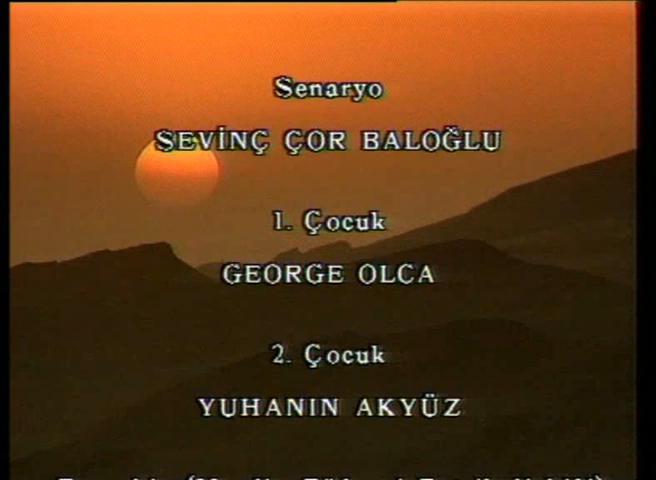 Senaryo
SEVİNÇ ÇOR BALOĞLU
1. Çocuk
GEORGE OLCA
2. Çocuk
YUHANIN AKYÜZ